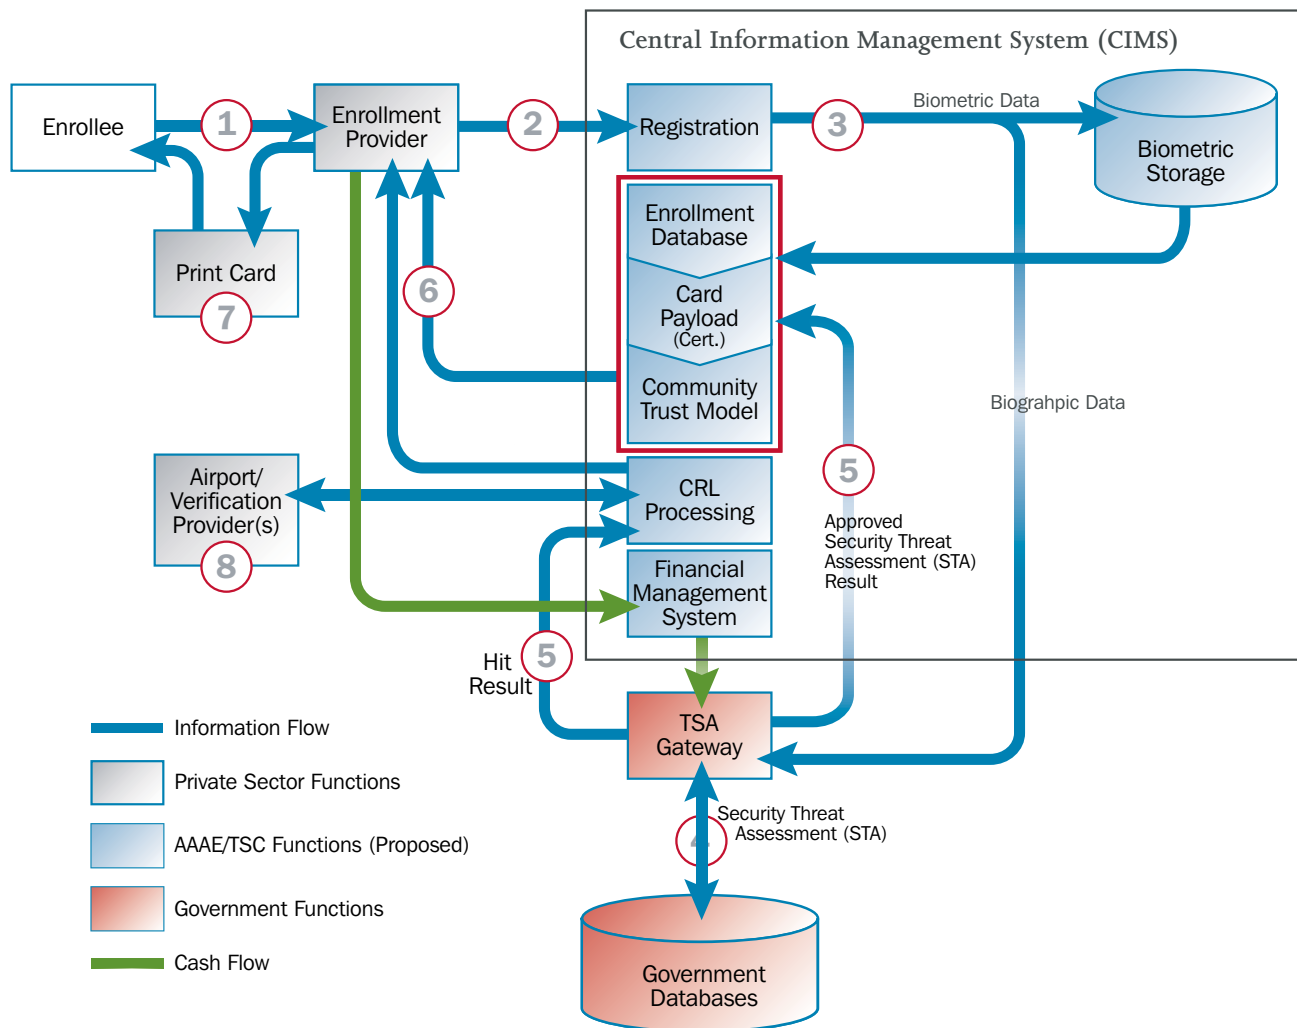 Central Information Management System (CIMS)
Enrollee
1
Enrollment
Provider
2
Registration
3
Biometric Data
Biometric
Storage
Print Card
7
6
Enrollment
Database
Card
Payload
(Cert.)
Community
Trust Model
Biograhpic Data
Airport/
Verification
Provider(s)
8
CRL
Processing
5
Approved
Security Threat
Assessment (STA)
Result
Financial
Management
System
5
Hit
Result
TSA
Gateway
Security Threat
Assessment (STA)
4
Government
Databases
Information Flow
Private Sector Functions
AAAE/TSC Functions (Proposed)
Government Functions
Cash Flow